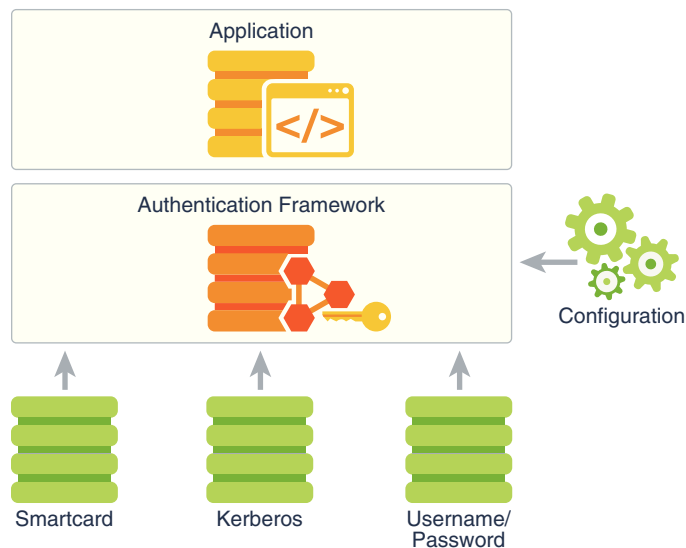 Application
</>
Authentication Framework
Configuration
Smartcard
Kerberos
Username/
Password